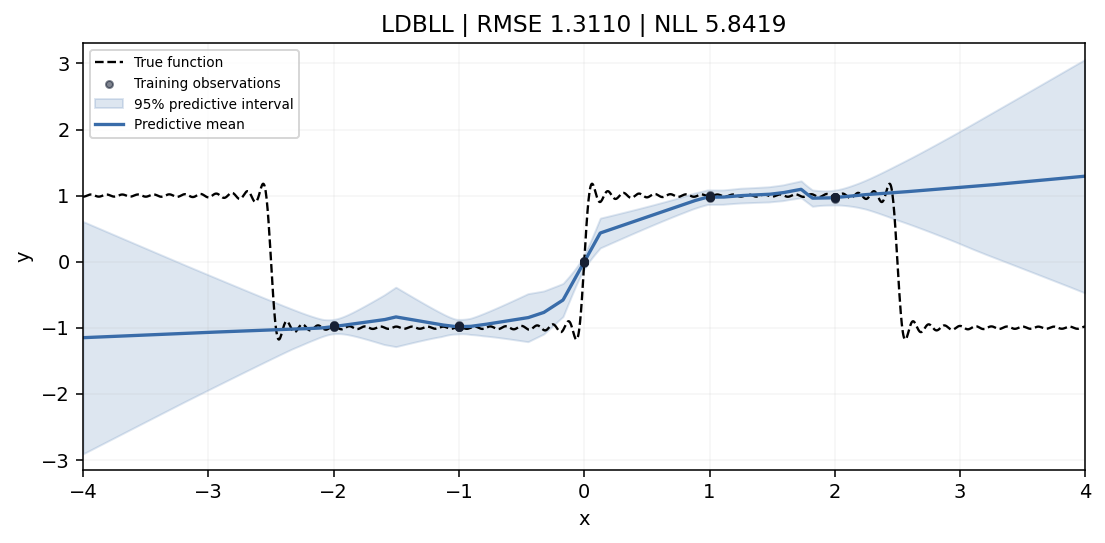 LDBLL | RMSE 1.3110 | NLL 5.8419
True function
Training observations
95% predictive interval
Predictive mean
3
2
1
0
−1
−2
−3
y
−4 −3 −2 −1 0 1 2 3 4
x